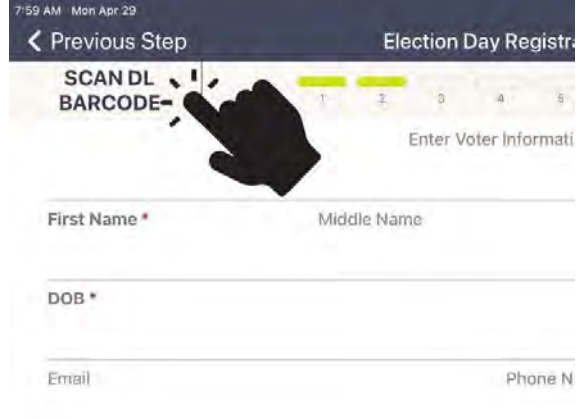 7:59 AM Mon Apr 29
Previous Step Election Day Registra
SCAN DL
BARCODE
1 2 3 4 5
Enter Voter Informati
First Name * Middle Name
DOB *
Email Phone N